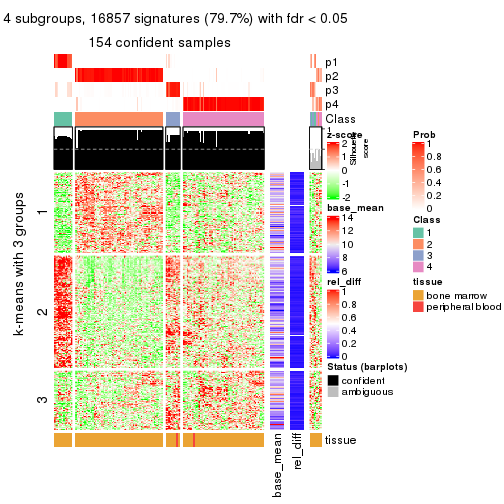 4 subgroups, 16857 signatures (79.7%) with fdr < 0.05
154 confident samples
p1
p2
p3
p4
Class
1
Silhouette
score
k-means with 3 groups
1
2
3
tissue
base_mean
rel_diff
z-score
2
1
0
-1
-2
base_mean
14
12
10
8
6
rel_diff
1
0.8
0.6
0.4
0.2
0
Status (barplots)
confident
ambiguous
Prob
1
0.8
0.6
0.4
0.2
0
Class
1
2
3
4
tissue
bone marrow
peripheral blood